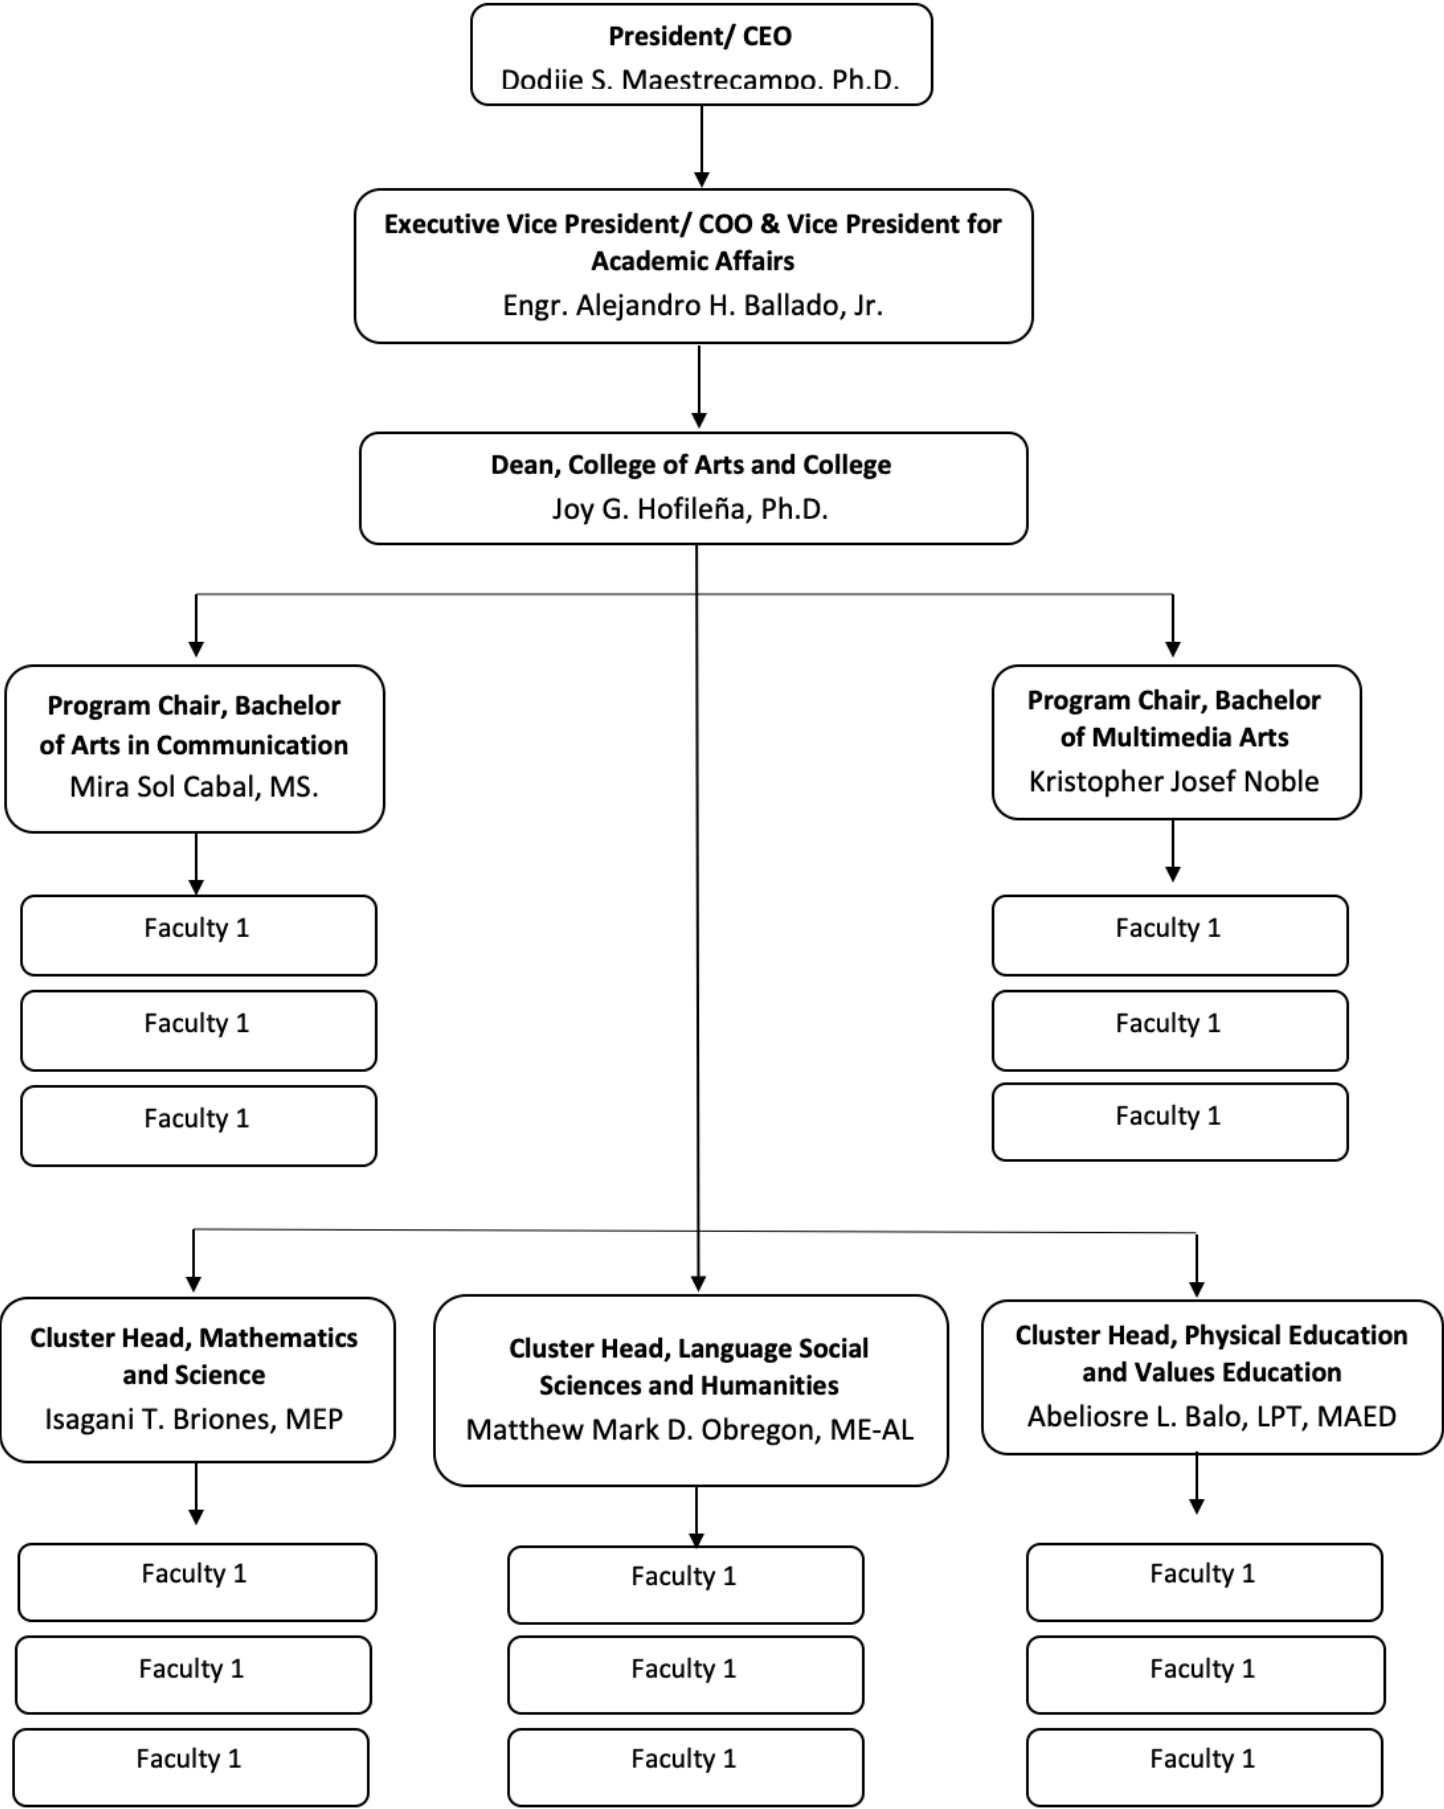 President/ CEO
Dodjie S. Maestrecampo, Ph.D.
Executive Vice President/ COO & Vice President for
Academic Affairs
Engr. Alejandro H. Ballado, Jr.
Dean, College of Arts and College
Joy G. Hofileña, Ph.D.
Program Chair, Bachelor
of Arts in Communication
Mira Sol Cabal, MS.
Program Chair, Bachelor
of Multimedia Arts
Kristopher Josef Noble
Faculty 1
Faculty 1
Faculty 1
Faculty 1
Faculty 1
Faculty 1
Cluster Head, Mathematics
and Science
Isagani T. Briones, MEP
Cluster Head, Language Social
Sciences and Humanities
Matthew Mark D. Obregon, ME-AL
Cluster Head, Physical Education
and Values Education
Abeliosre L. Balo, LPT, MAED
Faculty 1
Faculty 1
Faculty 1
Faculty 1
Faculty 1
Faculty 1
Faculty 1
Faculty 1
Faculty 1